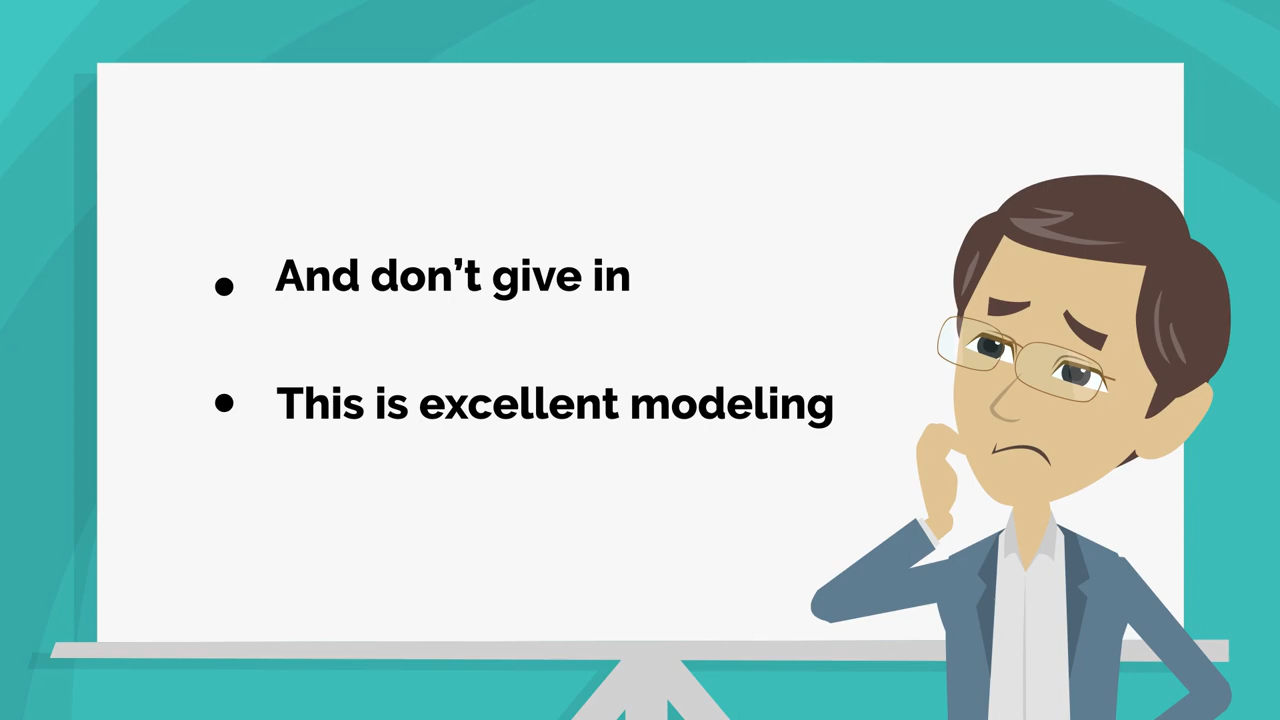 • And don’t give in
• This is excellent modeling